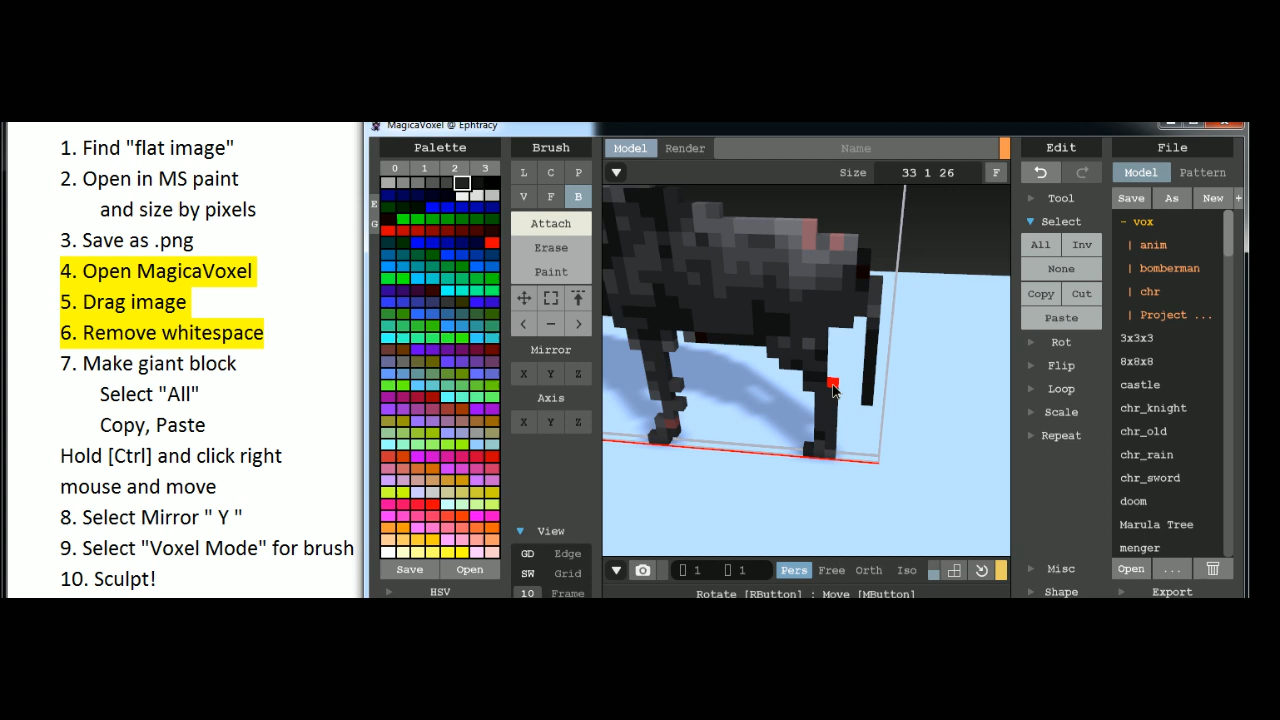 1. Find "flat image"
2. Open in MS paint
and size by pixels
3. Save as .png
4. Open MagicaVoxel
5. Drag image
6. Remove whitespace
7. Make giant block
Select "All"
Copy, Paste
Hold [Ctrl] and click right
mouse and move
8. Select Mirror " Y "
9. Select "Voxel Mode" for brush
10. Sculpt!
MagicaVoxel @ Ephtracy
Palette
0 1 2 3
E
G
Save Open
HSV
Brush
L C P
V F B
Attach
Erase
Paint
Mirror
X Y Z
Axis
X Y Z
View
GD Edge
SW Grid
10 Frame
Model Render Name
Size 33 1 26 F
1 1 Pers Free Orth Iso
Rotate [RButton] : Move [MButton]
Edit
Tool
Select
All Inv
None
Copy Cut
Paste
Rot
Flip
Loop
Scale
Repeat
Misc
Shape
File
Model Pattern
Save As New +
- vox
| anim
| bomberman
| chr
| Project ...
3x3x3
8x8x8
castle
chr_knight
chr_old
chr_rain
chr_sword
doom
Marula Tree
menger
Open ...
Export